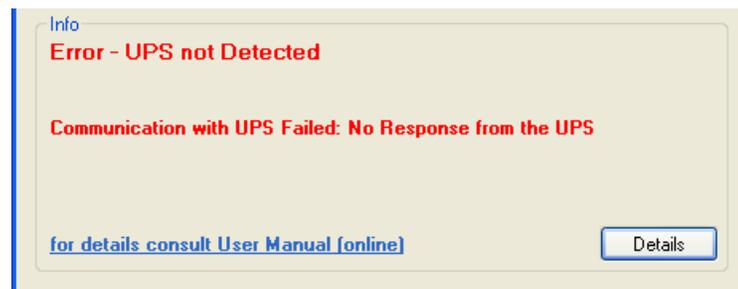 Info
Error - UPS not Detected
Communication with UPS Failed: No Response from the UPS
for details consult User Manual (online)
Details